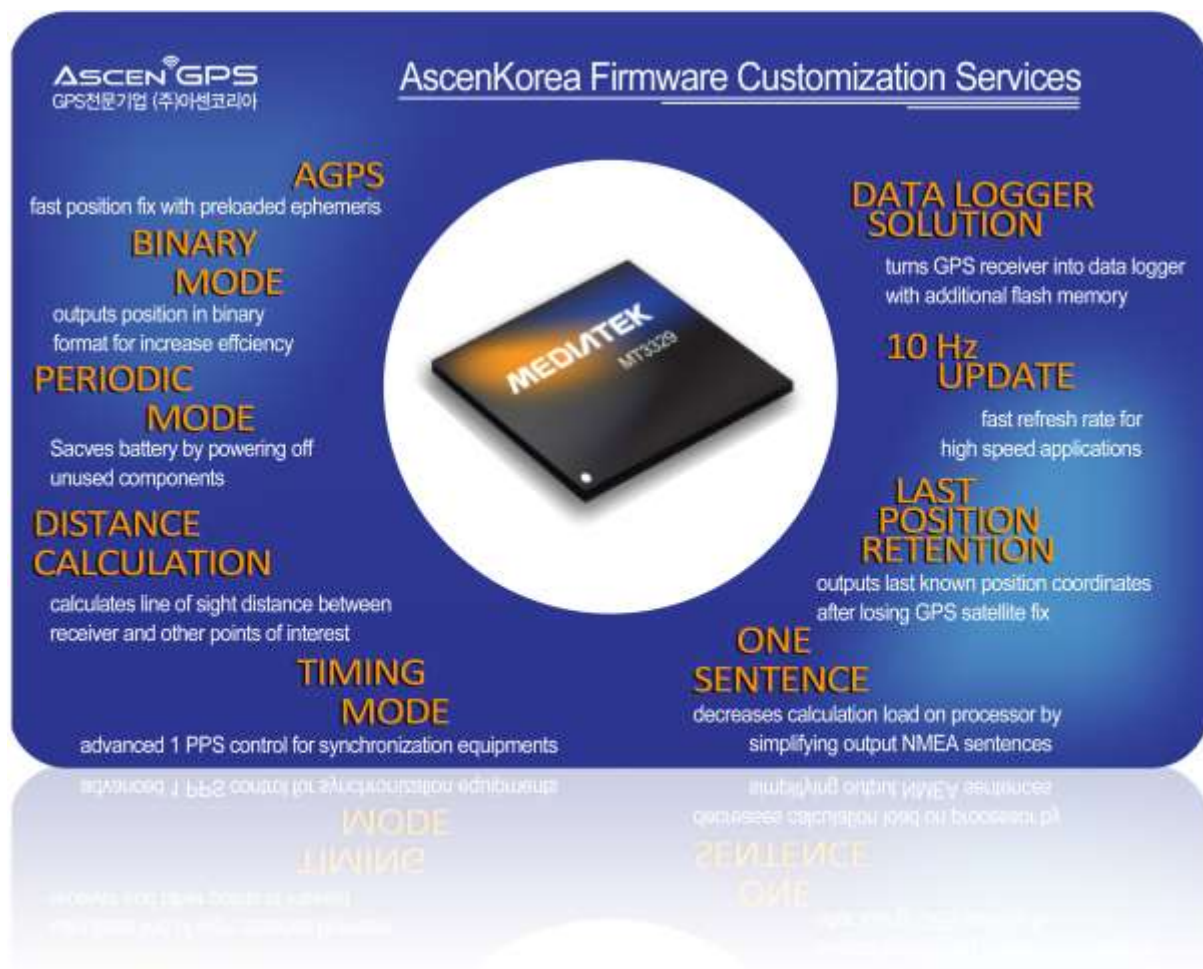 ASCEN GPS
GPS전문기업 (주)아센코리아
AscenKorea Firmware Customization Services
AGPS
fast position fix with preloaded ephemeris
BINARY
MODE
outputs position in binary
format for increase effciency
PERIODIC
MODE
Sacves battery by powering off
unused components
DISTANCE
CALCULATION
calculates line of sight distance between
receiver and other points of interest
TIMING
MODE
advanced 1 PPS control for synchronization equipments
MEDIATEK
MT3329
DATA LOGGER
SOLUTION
turns GPS receiver into data logger
with additional flash memory
10 Hz
UPDATE
fast refresh rate for
high speed applications
LAST
POSITION
RETENTION
outputs last known position coordinates
after losing GPS satellite fix
ONE
SENTENCE
decreases calculation load on processor by
simplifying output NMEA sentences